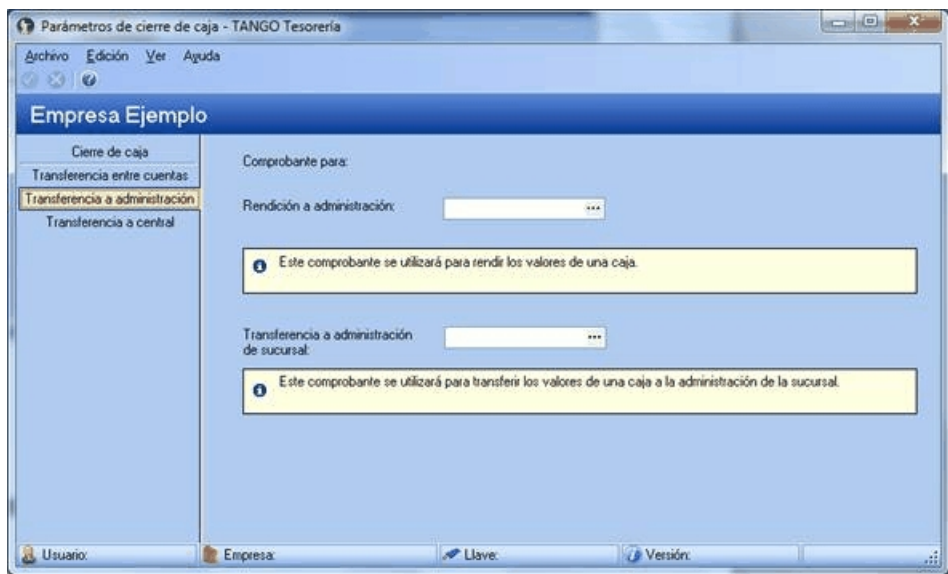 Parámetros de cierre de caja - TANGO Tesorería
Archivo Edición Ver Ayuda
Empresa Ejemplo
Cierre de caja
Transferencia entre cuentas
Transferencia a administración
Transferencia a central
Comprobante para:
Rendición a administración:
Este comprobante se utilizará para rendir los valores de una caja.
Transferencia a administración
de sucursal:
Este comprobante se utilizará para transferir los valores de una caja a la administración de la sucursal.
Usuario: Empresa: Llave: Versión: